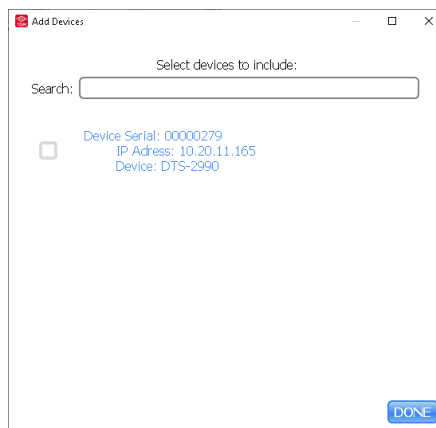 Add Devices
Select devices to include:
Search:
Device Serial: 00000279
IP Adress: 10.20.11.165
Device: DTS-2990
DONE